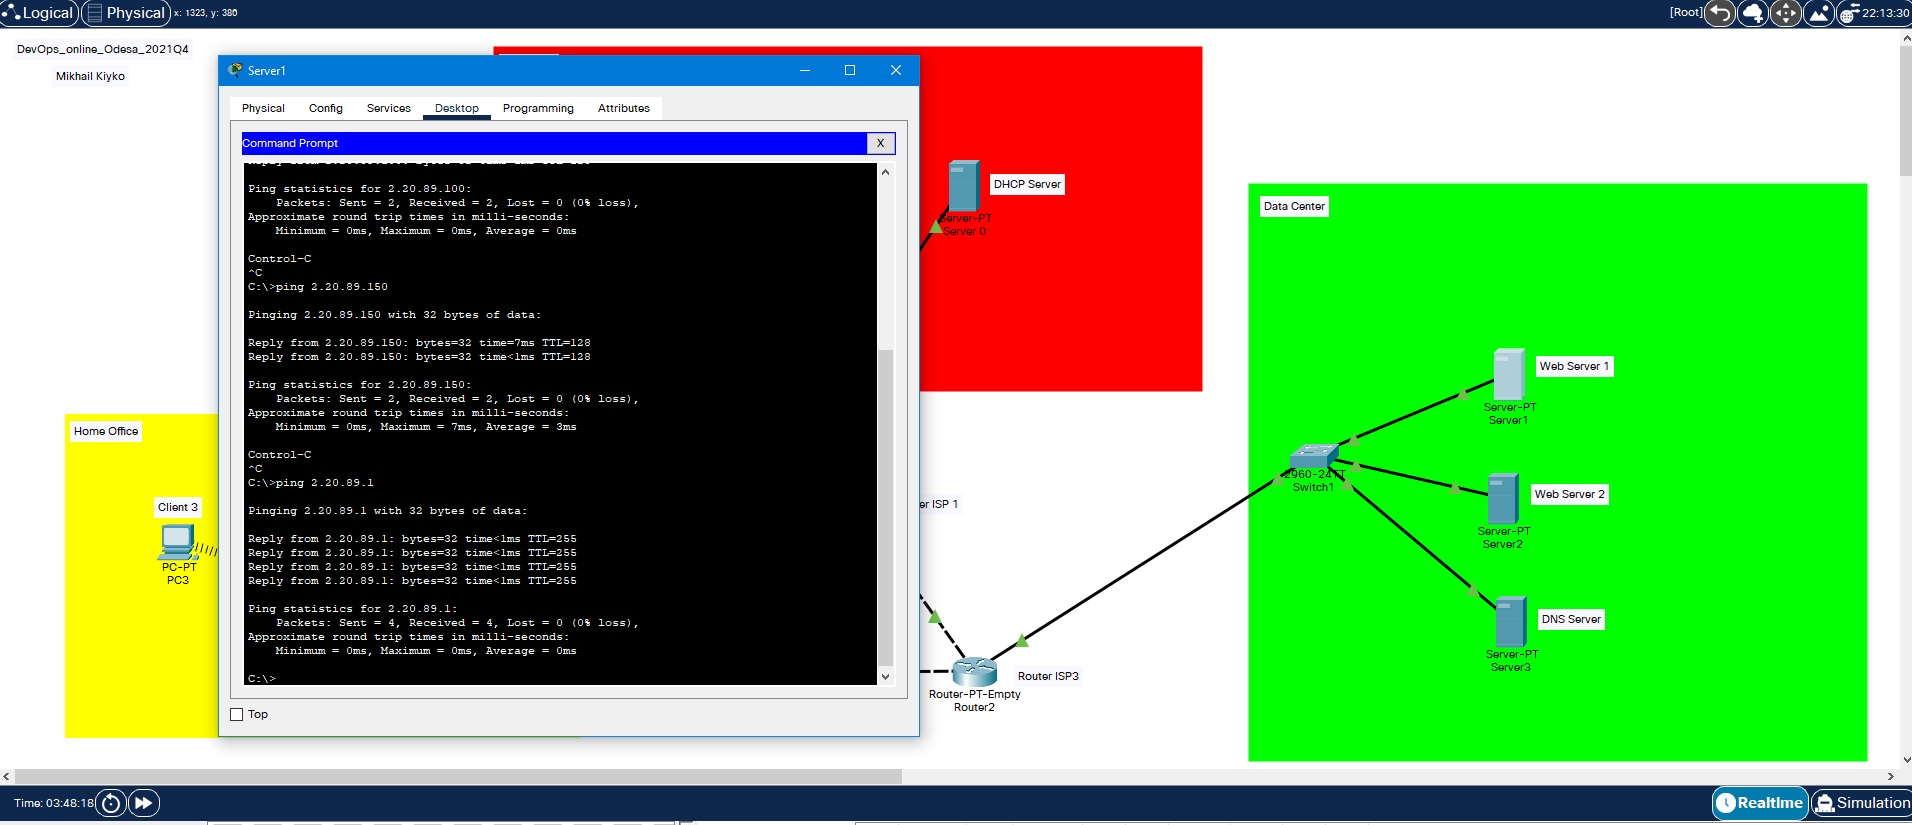 Logical Physical x: 1323, y: 380 [Root] 22:13:30
DevOps_online_Odesa_2021Q4
Mikhail Kiyko
Server1
Physical Config Services Desktop Programming Attributes
Command Prompt X
Ping statistics for 2.20.89.100:
Packets: Sent = 2, Received = 2, Lost = 0 (0% loss),
Approximate round trip times in milli-seconds:
Minimum = 0ms, Maximum = 0ms, Average = 0ms
Control-C
^C
C:\>ping 2.20.89.150
Pinging 2.20.89.150 with 32 bytes of data:
Reply from 2.20.89.150: bytes=32 time=7ms TTL=128
Reply from 2.20.89.150: bytes=32 time<1ms TTL=128
Ping statistics for 2.20.89.150:
Packets: Sent = 2, Received = 2, Lost = 0 (0% loss),
Approximate round trip times in milli-seconds:
Minimum = 0ms, Maximum = 7ms, Average = 3ms
Control-C
^C
C:\>ping 2.20.89.1
Pinging 2.20.89.1 with 32 bytes of data:
Reply from 2.20.89.1: bytes=32 time<1ms TTL=255
Reply from 2.20.89.1: bytes=32 time<1ms TTL=255
Reply from 2.20.89.1: bytes=32 time<1ms TTL=255
Reply from 2.20.89.1: bytes=32 time<1ms TTL=255
Ping statistics for 2.20.89.1:
Packets: Sent = 4, Received = 4, Lost = 0 (0% loss),
Approximate round trip times in milli-seconds:
Minimum = 0ms, Maximum = 0ms, Average = 0ms
C:\>
Top
Home Office
Client 3
PC-PT
PC3
DHCP Server
Server-PT
Server 0
er ISP 1
Router ISP3
Router-PT-Empty
Router2
Data Center
Web Server 1
Server-PT
Server1
2960-24TT
Switch1
Web Server 2
Server-PT
Server2
DNS Server
Server-PT
Server3
Time: 03:48:18 Realtime Simulation